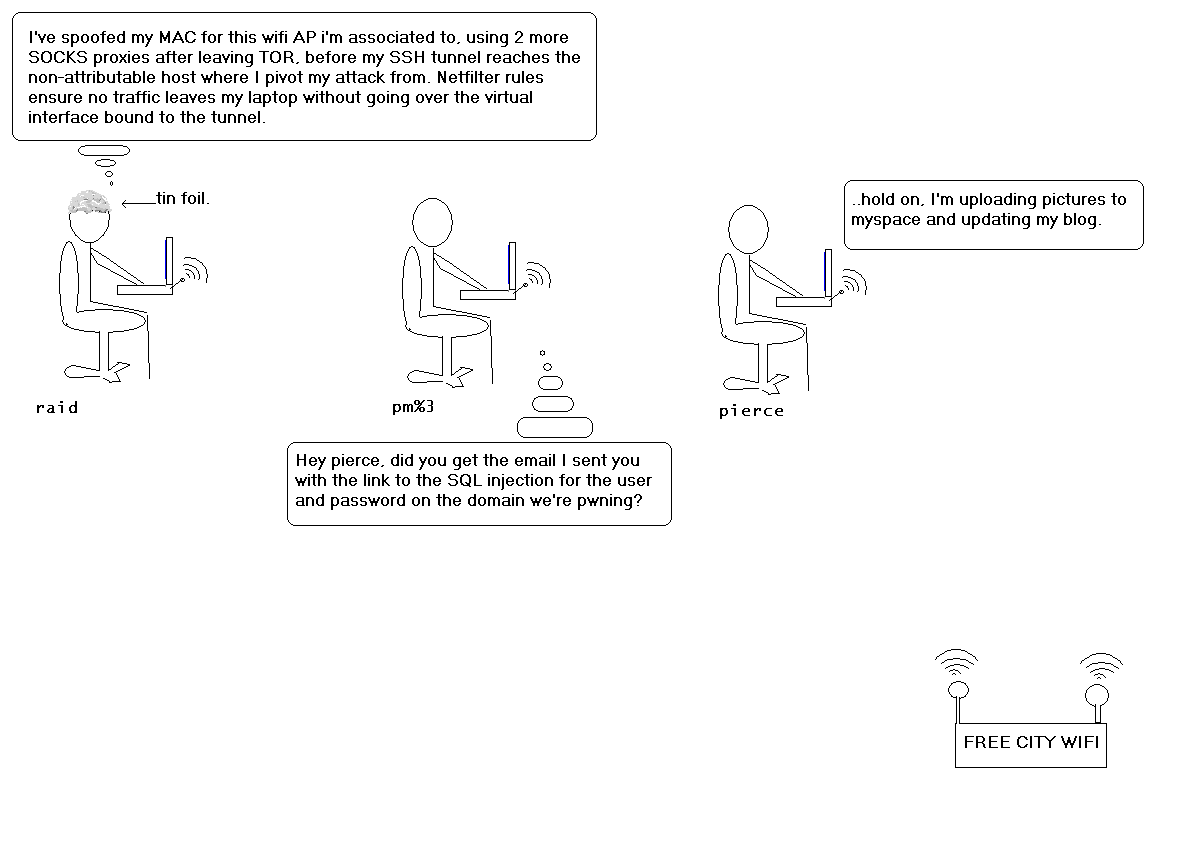 I've spoofed my MAC for this wifi AP i'm associated to, using 2 more
SOCKS proxies after leaving TOR, before my SSH tunnel reaches the
non-attributable host where I pivot my attack from. Netfilter rules
ensure no traffic leaves my laptop without going over the virtual
interface bound to the tunnel.
tin foil.
..hold on, I'm uploading pictures to
myspace and updating my blog.
raid
pm%3
pierce
Hey pierce, did you get the email I sent you
with the link to the SQL injection for the user
and password on the domain we're pwning?
FREE CITY WIFI